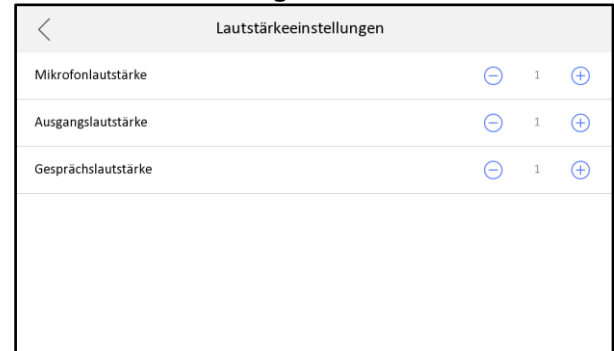 Lautstärkeeinstellungen
Mikrofonlautstärke 1
Ausgangslautstärke 1
Gesprächslautstärke 1